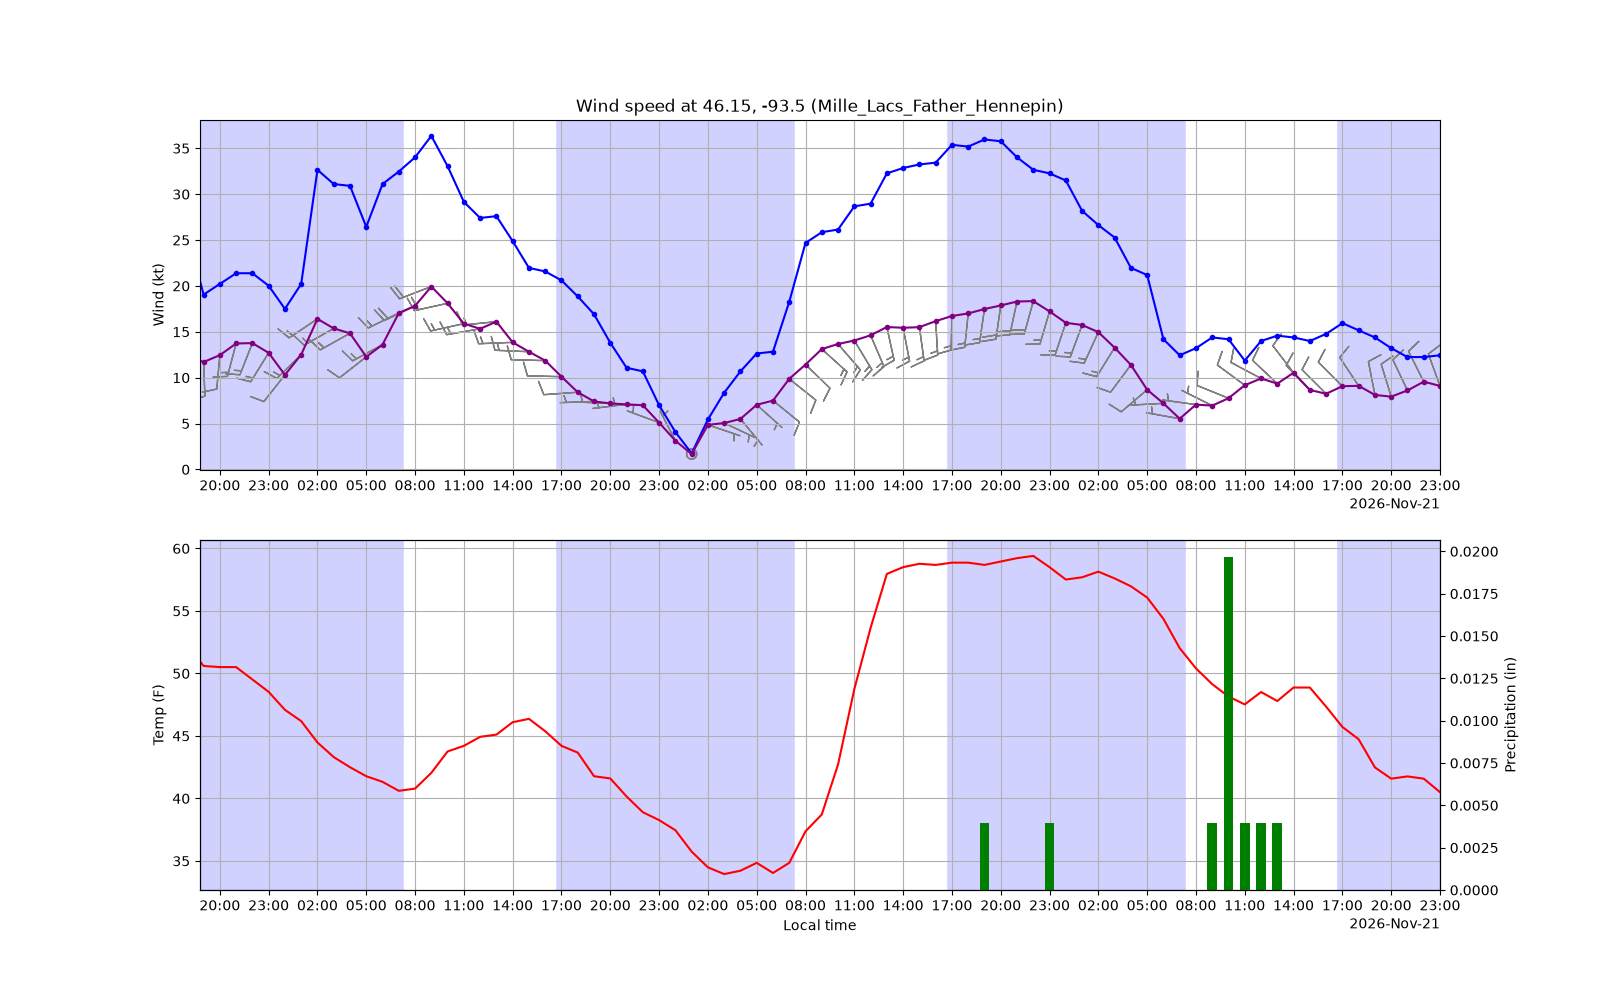 Wind speed at 46.15, -93.5 (Mille_Lacs_Father_Hennepin)
Wind (kt)
35
30
25
20
15
10
5
0
20:00 23:00 02:00 05:00 08:00 11:00 14:00 17:00 20:00 23:00 02:00 05:00 08:00 11:00 14:00 17:00 20:00 23:00 02:00 05:00 08:00 11:00 14:00 17:00 20:00 23:00
2026-Nov-21
Temp (F)
60
55
50
45
40
35
0.0200
0.0175
0.0150
0.0125
0.0100
0.0075
0.0050
0.0025
0.0000
Precipitation (in)
20:00 23:00 02:00 05:00 08:00 11:00 14:00 17:00 20:00 23:00 02:00 05:00 08:00 11:00 14:00 17:00 20:00 23:00 02:00 05:00 08:00 11:00 14:00 17:00 20:00 23:00
Local time
2026-Nov-21